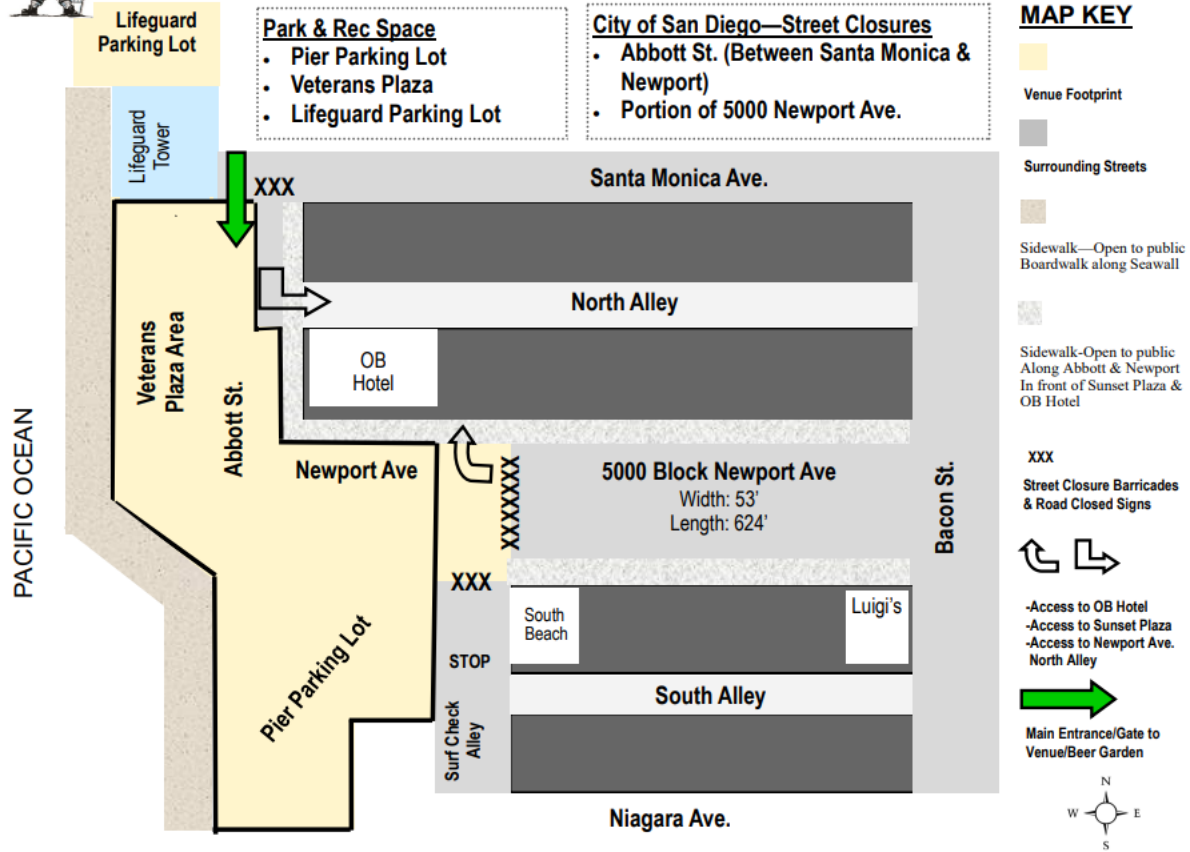 Lifeguard
Parking Lot
Park & Rec Space
• Pier Parking Lot
• Veterans Plaza
• Lifeguard Parking Lot
City of San Diego—Street Closures
• Abbott St. (Between Santa Monica &
Newport)
• Portion of 5000 Newport Ave.
MAP KEY
Venue Footprint
Surrounding Streets
Sidewalk—Open to public
Boardwalk along Seawall
Sidewalk-Open to public
Along Abbott & Newport
In front of Sunset Plaza &
OB Hotel
XXX
Street Closure Barricades
& Road Closed Signs
-Access to OB Hotel
-Access to Sunset Plaza
-Access to Newport Ave.
North Alley
Main Entrance/Gate to
Venue/Beer Garden
N
W
E
S
Lifeguard
Tower
XXX
Santa Monica Ave.
North Alley
Veterans
Plaza Area
Abbott St.
OB
Hotel
PACIFIC OCEAN
Newport Ave
XXXXXXX
5000 Block Newport Ave
Width: 53'
Length: 624'
Bacon St.
XXX
South
Beach
Luigi's
STOP
Pier Parking Lot
Surf Check
Alley
South Alley
Niagara Ave.